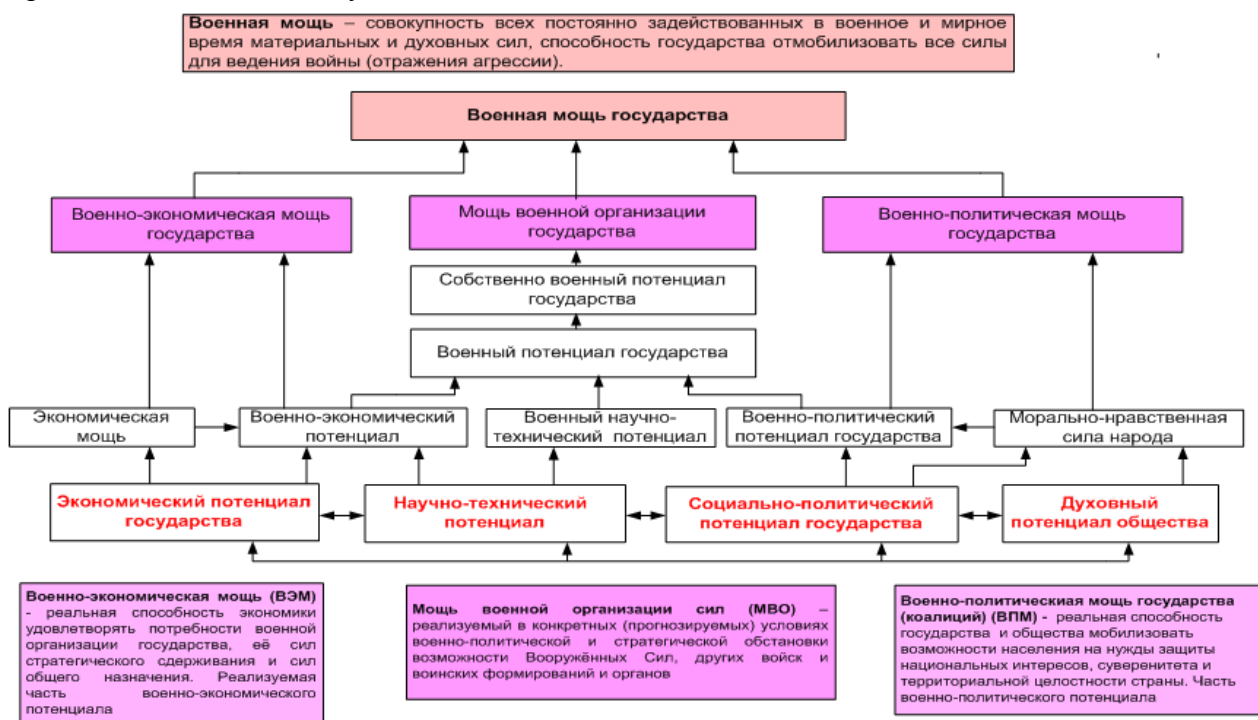 Военная мощь – совокупность всех постоянно задействованных в военное и мирное
время материальных и духовных сил, способность государства отмобилизовать все силы
для ведения войны (отражения агрессии).
Военная мощь государства
Военно-экономическая мощь
государства
Мощь военной организации
государства
Военно-политическая мощь
государства
Собственно военный потенциал
государства
Военный потенциал государства
Экономическая
мощь
Военно-экономический
потенциал
Военный научно-
технический потенциал
Военно-политический
потенциал государства
Морально-нравственная
сила народа
Экономический потенциал
государства
Научно-технический
потенциал
Социально-политический
потенциал государства
Духовный
потенциал общества
Военно-экономическая мощь (ВЭМ)
- реальная способность экономики
удовлетворять потребности военной
организации государства, её сил
стратегического сдерживания и сил
общего назначения. Реализуемая
часть военно-экономического
потенциала
Мощь военной организации сил (МВО) –
реализуемый в конкретных (прогнозируемых) условиях
военно-политической и стратегической обстановки
возможности Вооружённых Сил, других войск и
воинских формирований и органов
Военно-политическиая мощь государства
(коалиций) (ВПМ) - реальная способность
государства и общества мобилизовать
возможности населения на нужды защиты
национальных интересов, суверенитета и
территориальной целостности страны. Часть
военно-политического потенциала